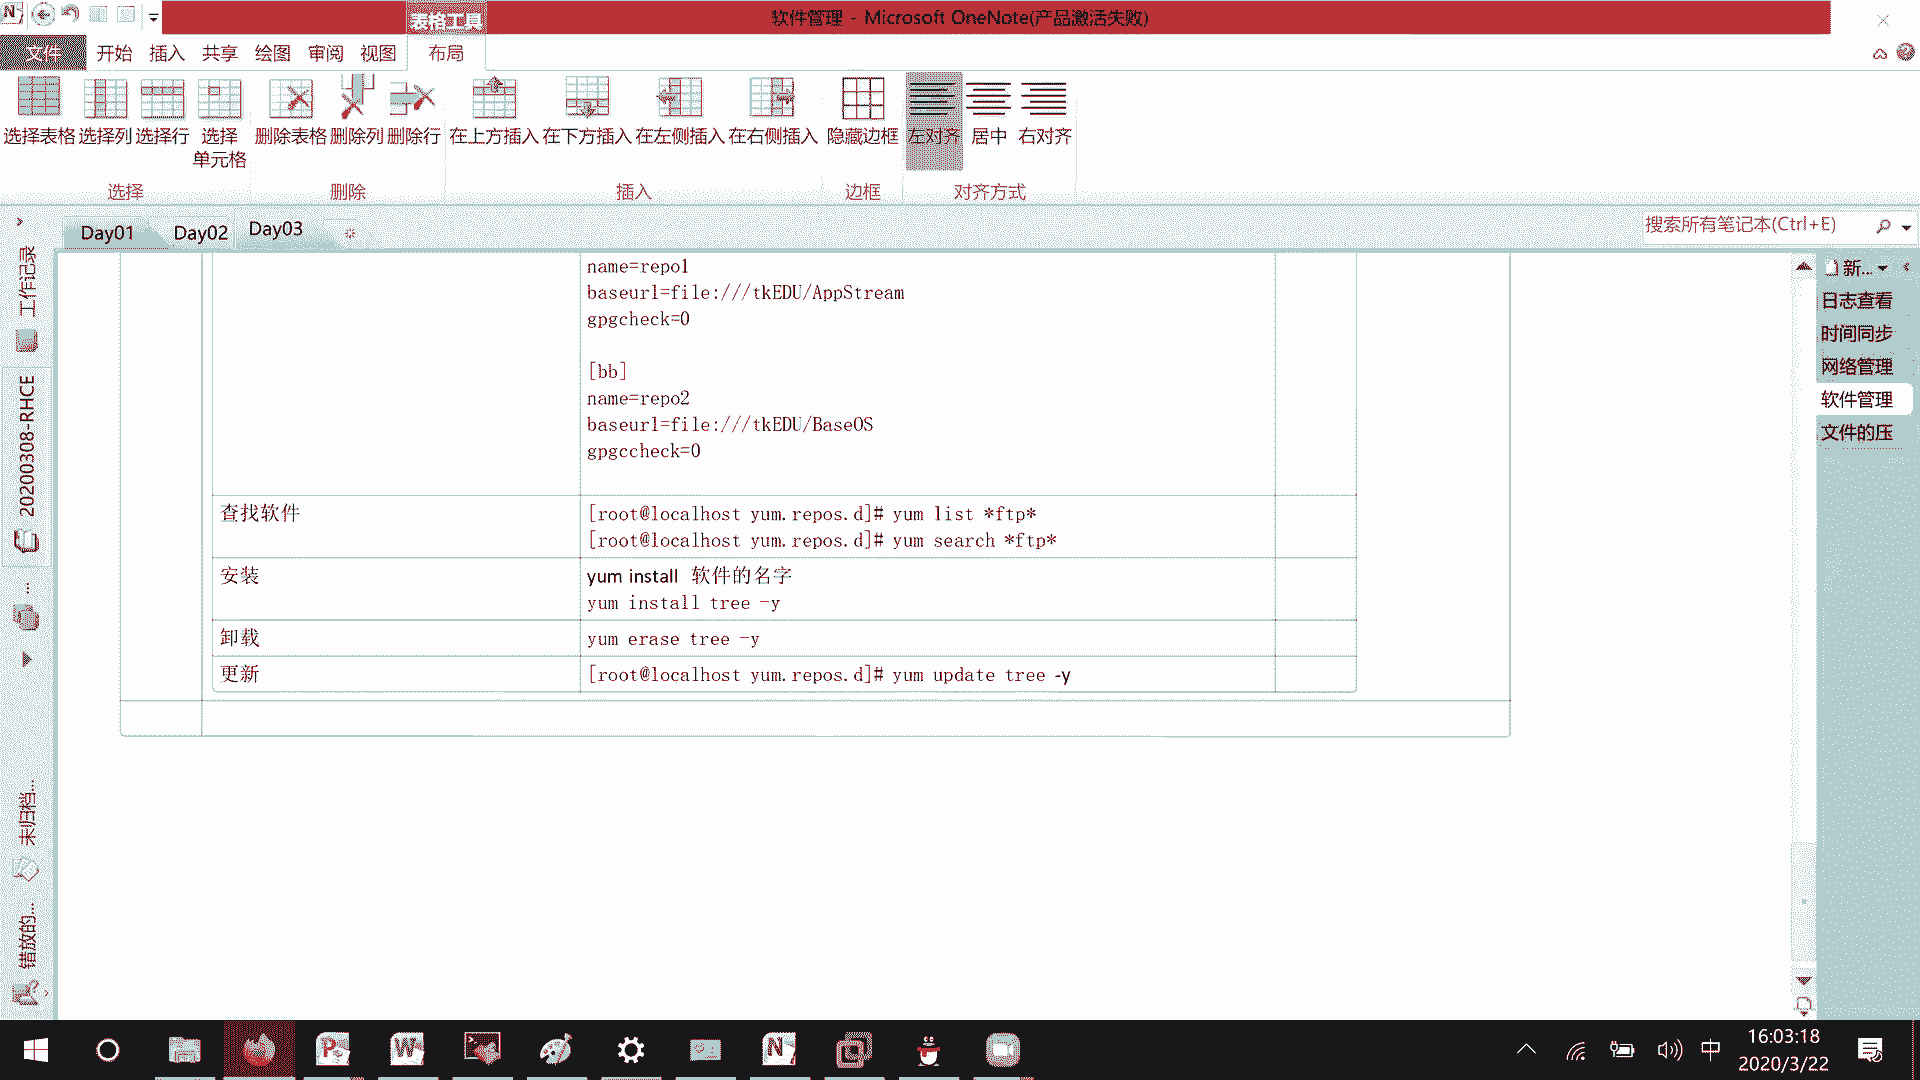 表格工具
软件管理 - Microsoft OneNote(产品激活失败)
文件 开始 插入 共享 绘图 审阅 视图 布局
选择表格 选择列 选择行 选择单元格 删除表格 删除列 删除行 在上方插入 在下方插入 在左侧插入 在右侧插入 隐藏边框 左对齐 居中 右对齐
选择 删除 插入 边框 对齐方式
Day01 Day02 Day03
搜索所有笔记本(Ctrl+E)
工作记录
20200308-RHCE
...
未归档...
错放的...
name=repo1
baseurl=file:///tkEDU/AppStream
gpgcheck=0
[bb]
name=repo2
baseurl=file:///tkEDU/BaseOS
gpgccheck=0
查找软件
[root@localhost yum.repos.d]# yum list *ftp*
[root@localhost yum.repos.d]# yum search *ftp*
安装
yum install 软件的名字
yum install tree -y
卸载
yum erase tree -y
更新
[root@localhost yum.repos.d]# yum update tree -y
新...
日志查看
时间同步
网络管理
软件管理
文件的压
中
16:03:18
2020/3/22